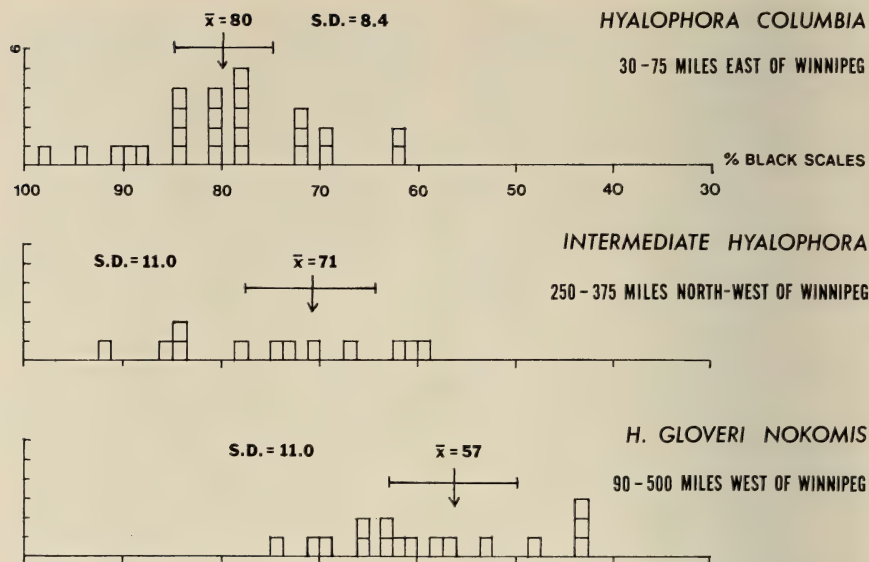 x̄ = 80 S.D. = 8.4 HYALOPHORA COLUMBIA
30 - 75 MILES EAST OF WINNIPEG
6
% BLACK SCALES
100 90 80 70 60 50 40 30
INTERMEDIATE HYALOPHORA
S.D. = 11.0 x̄ = 71
250 - 375 MILES NORTH-WEST OF WINNIPEG
H. GLOVERI NOKOMIS
S.D. = 11.0 x̄ = 57
90 - 500 MILES WEST OF WINNIPEG